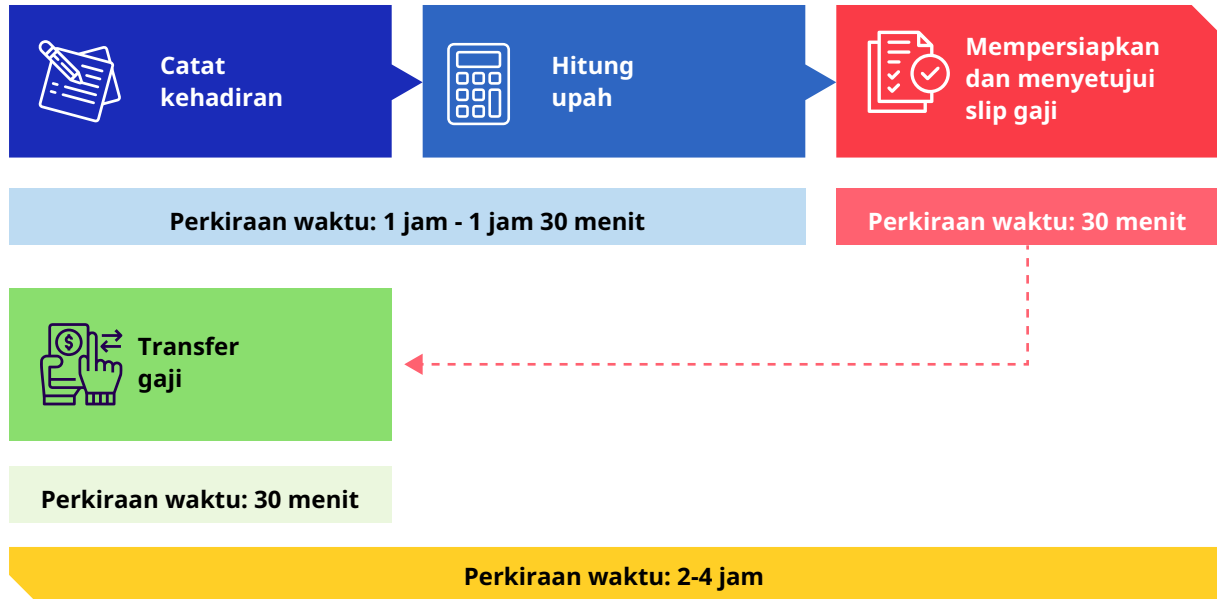 Catat
kehadiran
Hitung
upah
Mempersiapkan
dan menyetujui
slip gaji
Perkiraan waktu: 1 jam - 1 jam 30 menit
Perkiraan waktu: 30 menit
$
Transfer
gaji
Perkiraan waktu: 30 menit
Perkiraan waktu: 2-4 jam